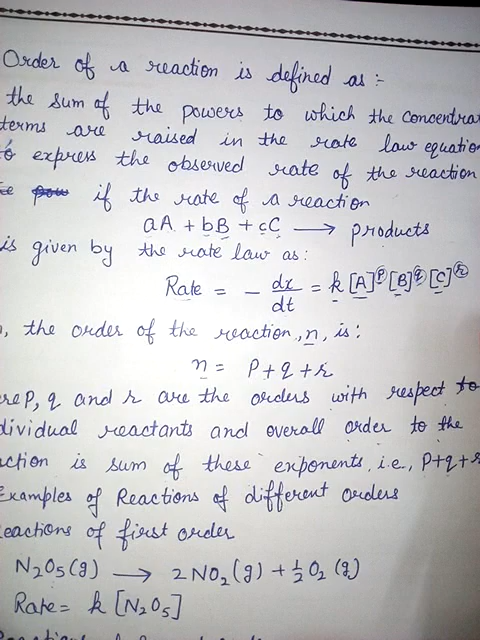 Order of a reaction is defined as :-
the sum of the powers to which the concentra
terms are raised in the rate law equation
to express the observed rate of the reaction
if the rate of a reaction
aA + bB + cC ⟶ products
is given by the rate law as:
Rate = - dx/dt = k [A]^p [B]^q [C]^r
, the order of the reaction, n, is:
n = p+q+r
re p, q and r are the orders with respect to
dividual reactants and overall order to the
action is sum of these exponents, i.e., p+q+r
Examples of Reactions of different orders
eactions of first order
N₂O₅(g) ⟶ 2NO₂(g) + ½O₂ (g)
Rate = k [N₂O₅]